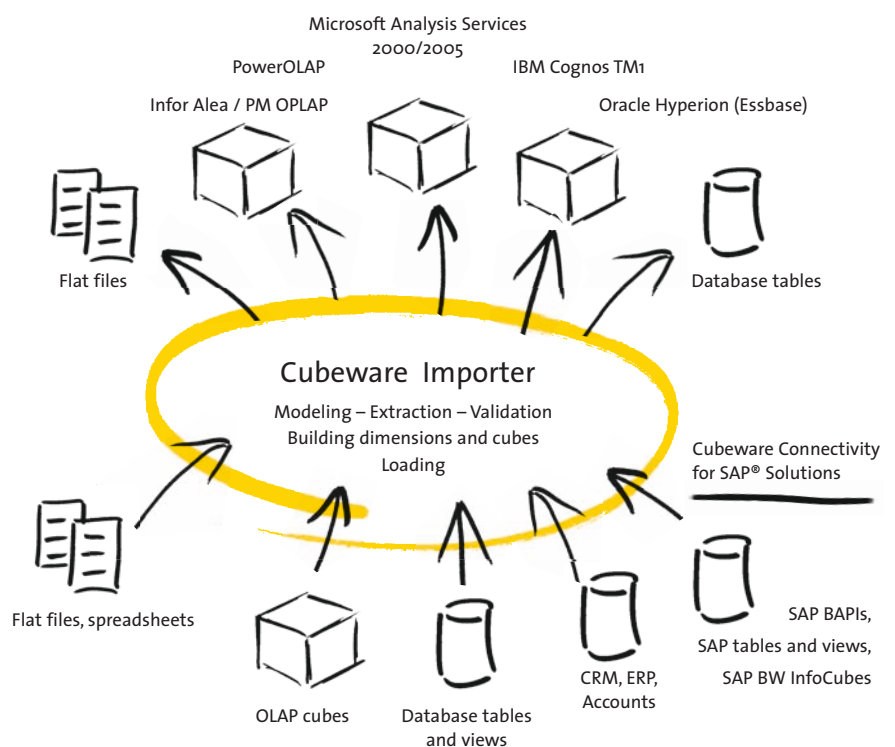 Microsoft Analysis Services
2000/2005
PowerOLAP
IBM Cognos TM1
Infor Alea / PM OPLAP
Oracle Hyperion (Essbase)
Flat files
Database tables
Cubeware Importer
Modeling – Extraction – Validation
Building dimensions and cubes
Loading
Cubeware Connectivity
for SAP® Solutions
Flat files, spreadsheets
OLAP cubes
Database tables
and views
CRM, ERP,
Accounts
SAP BAPIs,
SAP tables and views,
SAP BW InfoCubes